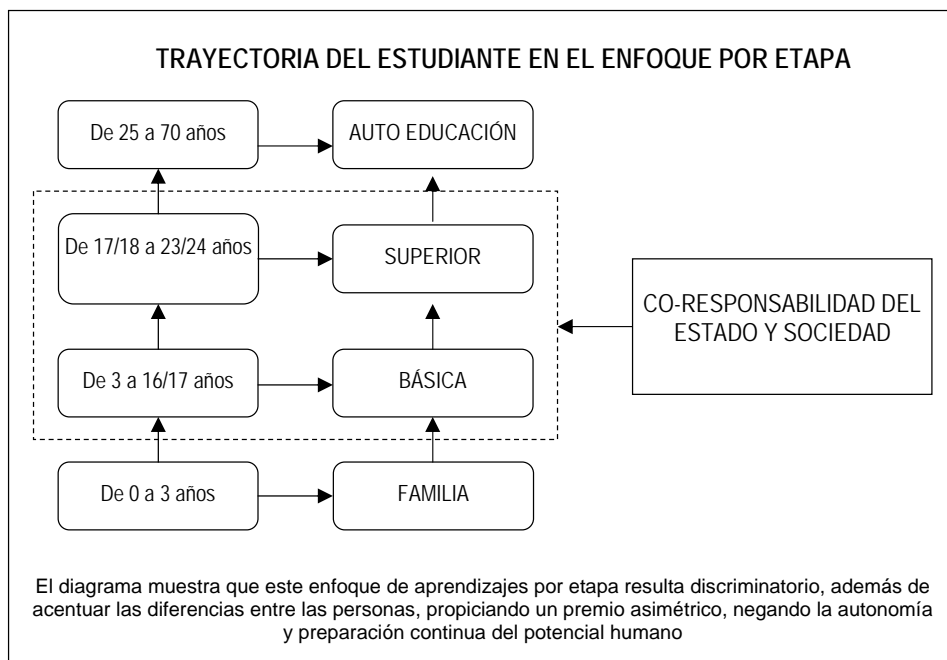 TRAYECTORIA DEL ESTUDIANTE EN EL ENFOQUE POR ETAPA
De 25 a 70 años
AUTO EDUCACIÓN
De 17/18 a 23/24 años
SUPERIOR
CO-RESPONSABILIDAD DEL
ESTADO Y SOCIEDAD
De 3 a 16/17 años
BÁSICA
De 0 a 3 años
FAMILIA
El diagrama muestra que este enfoque de aprendizajes por etapa resulta discriminatorio, además de
acentuar las diferencias entre las personas, propiciando un premio asimétrico, negando la autonomía
y preparación continua del potencial humano